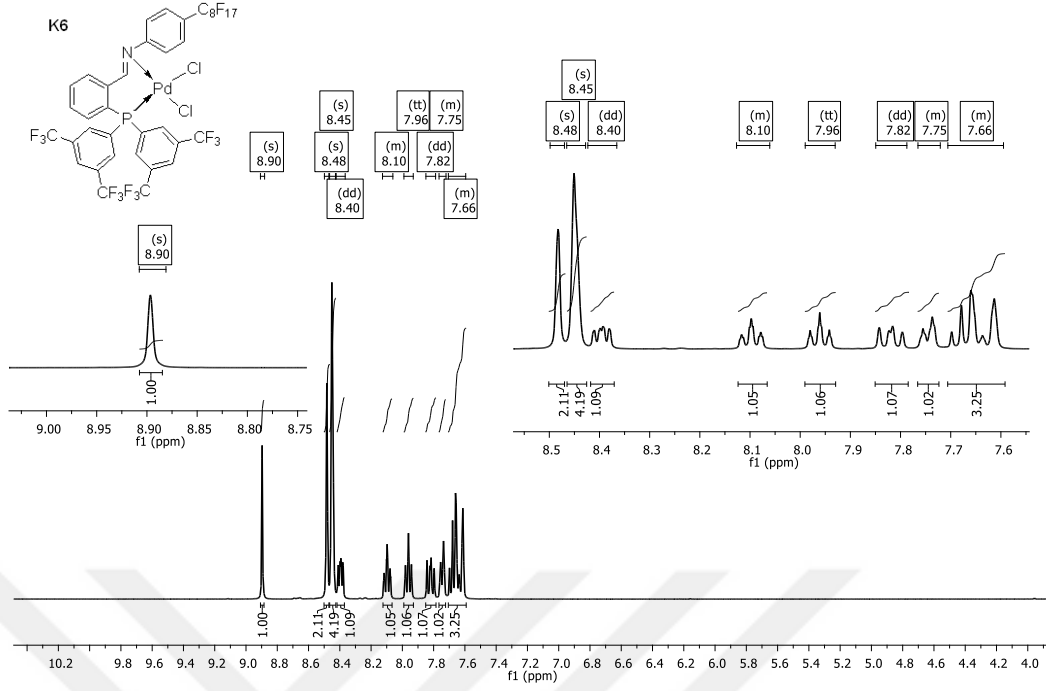 K6
C8F17
N
Cl
Pd
Cl
P
CF3
CF3
CF3
F3C
(s)
8.90
(s)
8.45
(s)
8.48
(dd)
8.40
(m)
8.10
(tt)
7.96
(m)
7.75
(dd)
7.82
(m)
7.66
(s)
8.90
1.00
9.00 8.95 8.90 8.85 8.80 8.75
f1 (ppm)
(s)
8.45
(s)
8.48
(dd)
8.40
(m)
8.10
(tt)
7.96
(dd)
7.82
(m)
7.75
(m)
7.66
2.11 4.19 1.09 1.05 1.06 1.07 1.02 3.25
8.5 8.4 8.3 8.2 8.1 8.0 7.9 7.8 7.7 7.6
f1 (ppm)
1.00 2.11 4.19 1.09 1.05 1.06 1.07 1.02 3.25
10.2 9.8 9.6 9.4 9.2 9.0 8.8 8.6 8.4 8.2 8.0 7.8 7.6 7.4 7.2 7.0 6.8 6.6 6.4 6.2 6.0 5.8 5.6 5.4 5.2 5.0 4.8 4.6 4.4 4.2 4.0
f1 (ppm)